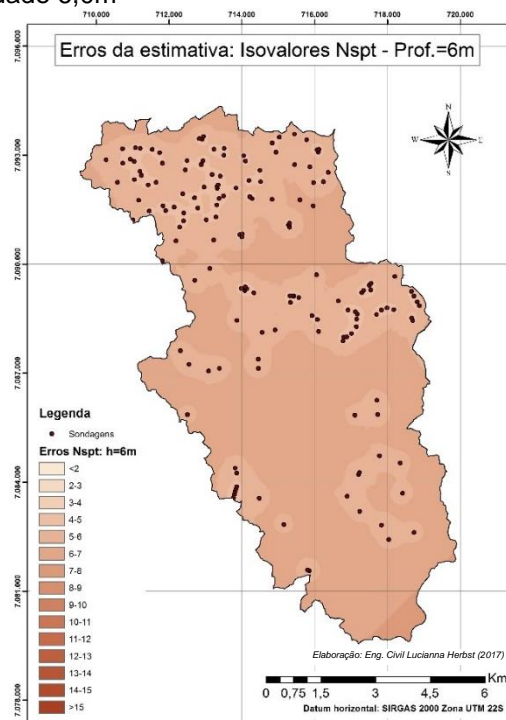 710.000 712.000 714.000 716.000 718.000 720.000
Erros da estimativa: Isovalores Nspt - Prof.=6m
7.096.000
7.093.000
7.090.000
7.087.000
7.084.000
7.081.000
7.078.000
N
W E
S
Legenda
Sondagens
Erros Nspt: h=6m
<2
2-3
3-4
4-5
5-6
6-7
7-8
8-9
9-10
10-11
11-12
12-13
13-14
14-15
>15
Elaboração: Eng. Civil Lucianna Herbst (2017)
Km
0 0,75 1,5 3 4,5 6
Datum horizontal: SIRGAS 2000 Zona UTM 22S